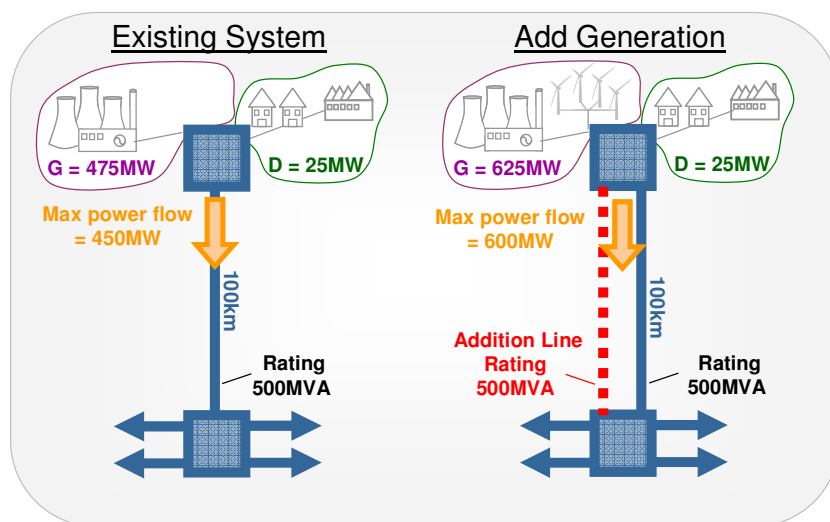 Existing System
G = 475MW
D = 25MW
Max power flow
= 450MW
100km
Rating
500MVA
Add Generation
G = 625MW
D = 25MW
Max power flow
= 600MW
100km
Addition Line
Rating
500MVA
Rating
500MVA